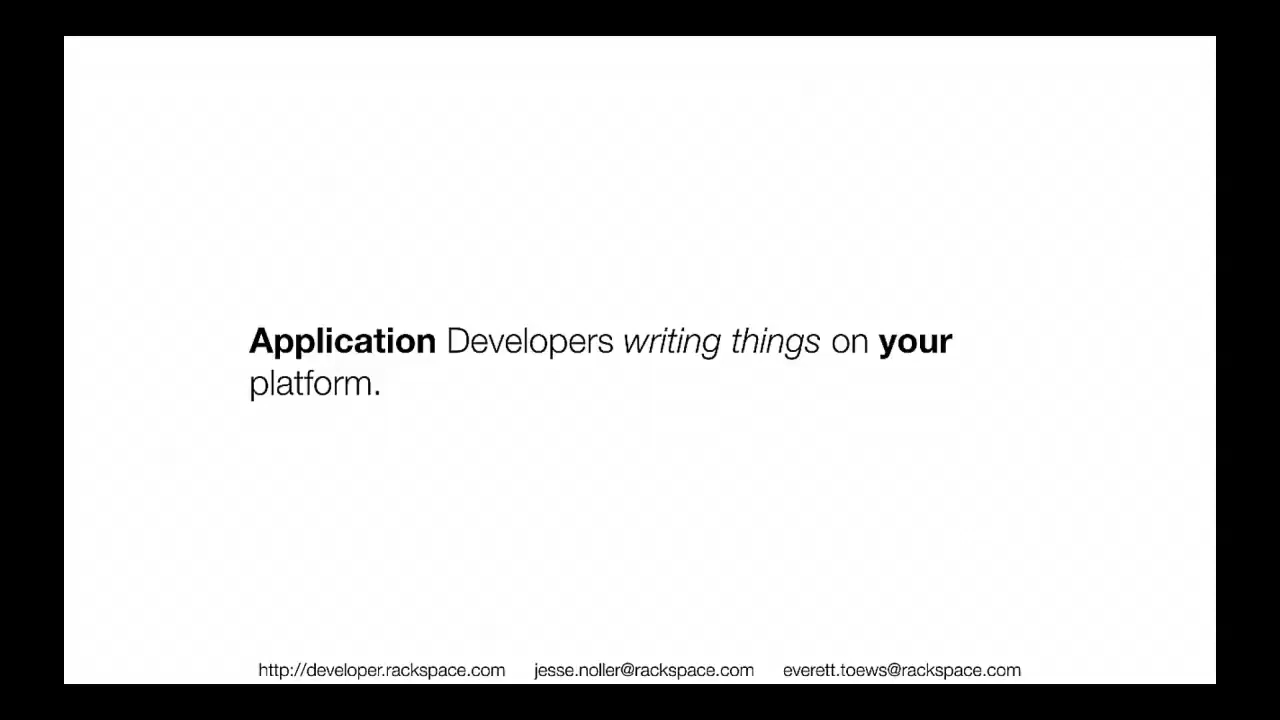 Application Developers writing things on your
platform.
http://developer.rackspace.com jesse.noller@rackspace.com everett.toews@rackspace.com